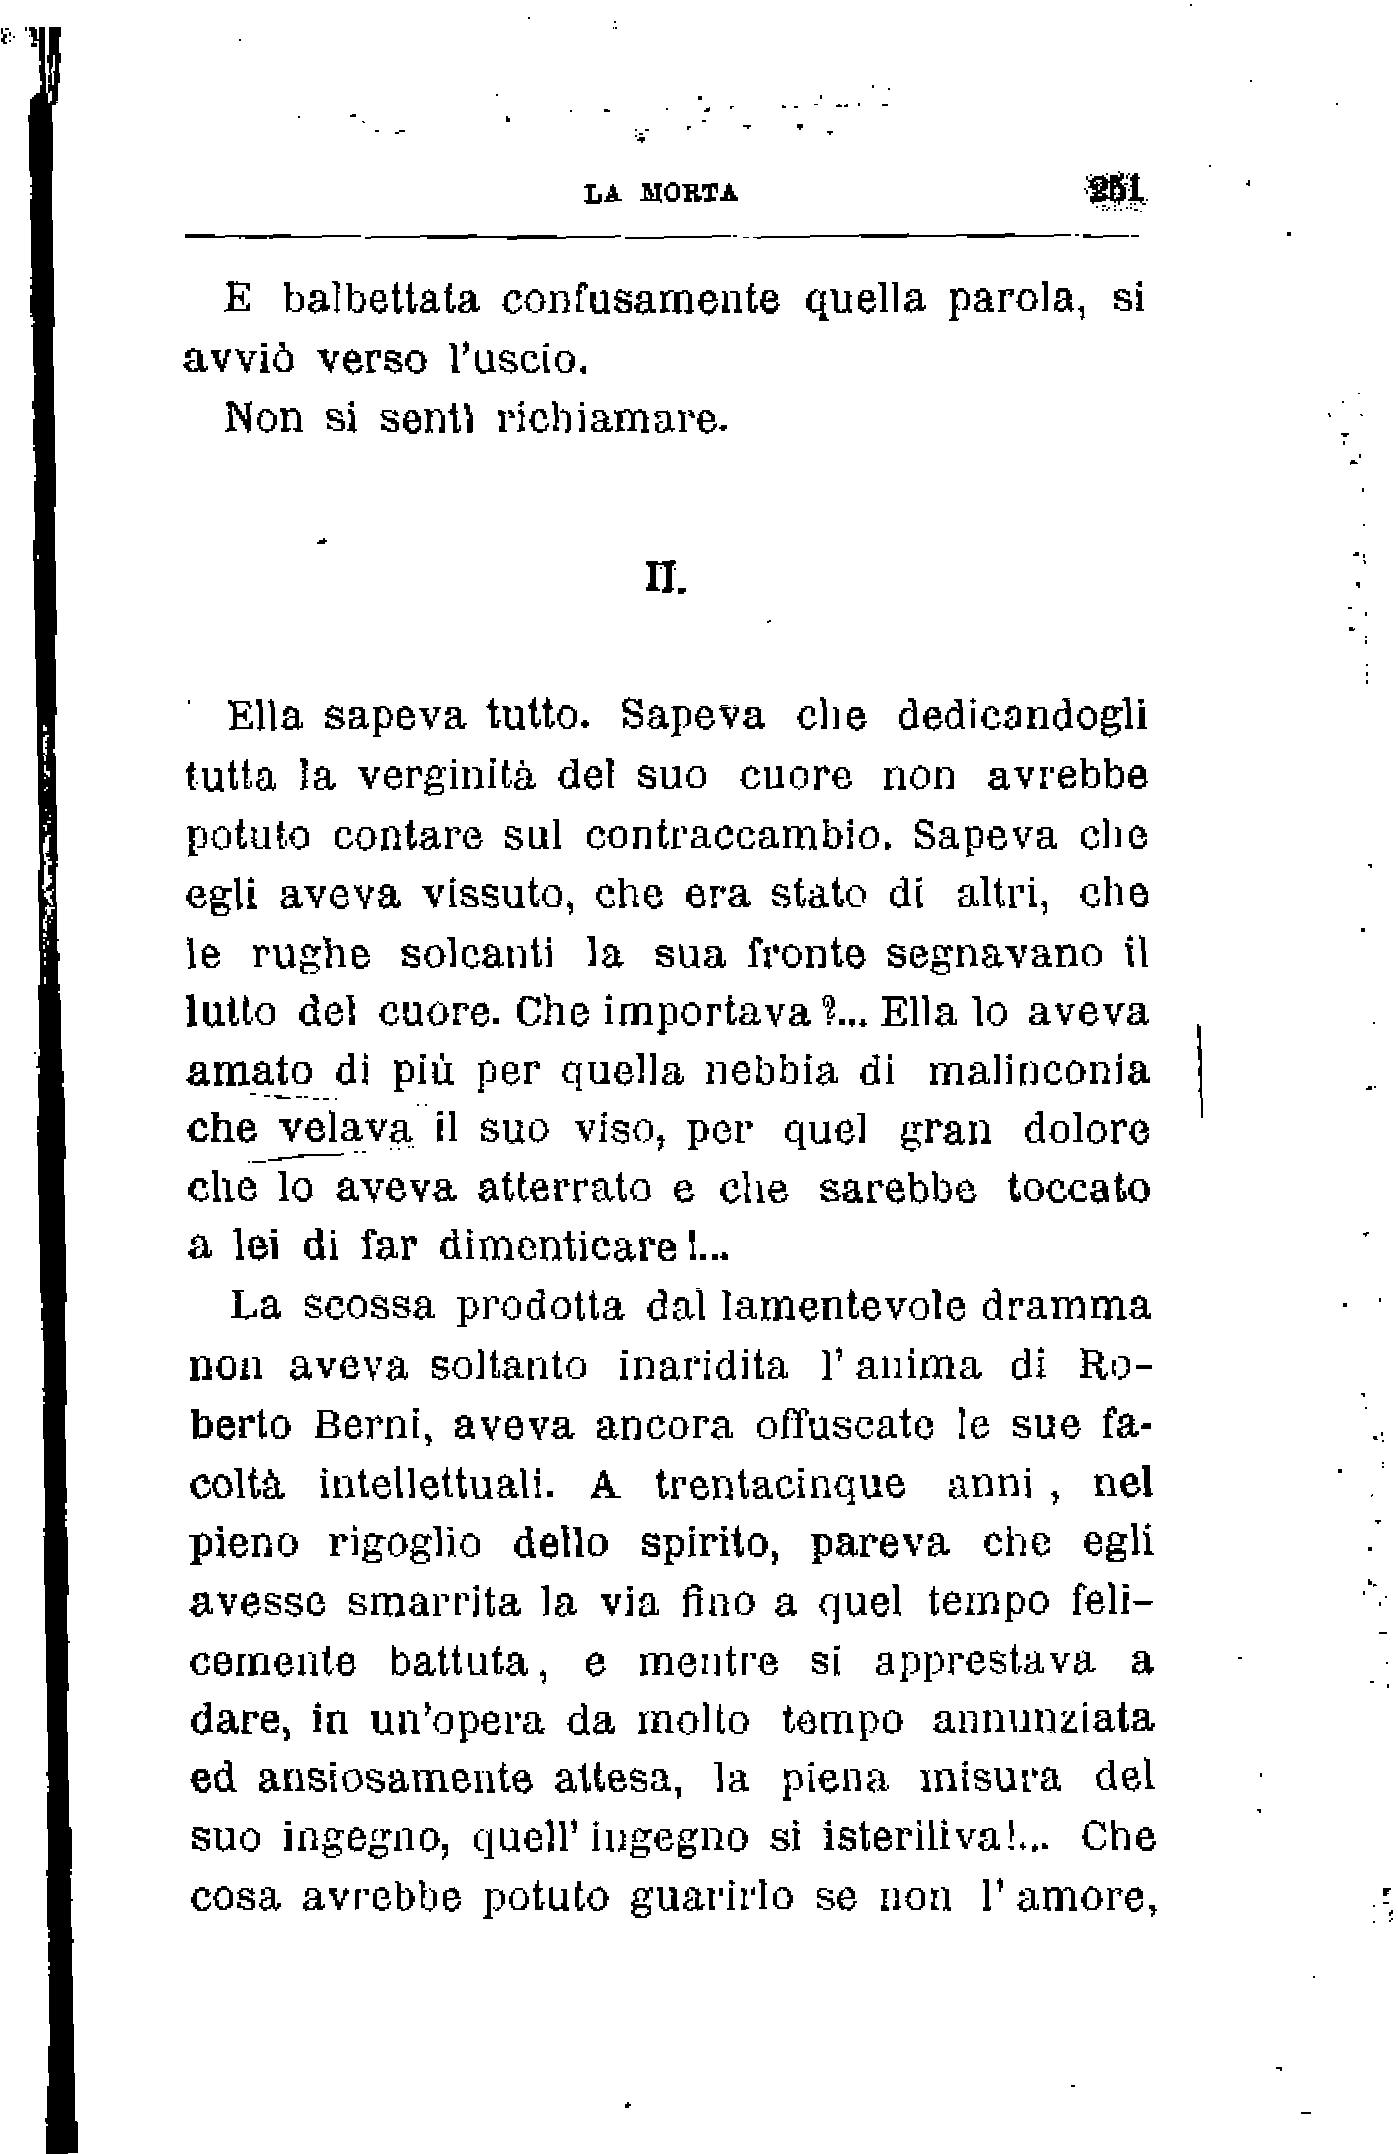 LA MORTA 251
E balbettata confusamente quella parola, si
avviò verso l'uscio.
Non si sentì richiamare.
II.
Ella sapeva tutto. Sapeva che dedicandogli
tutta la verginità del suo cuore non avrebbe
potuto contare sul contraccambio. Sapeva che
egli aveva vissuto, che era stato di altri, che
le rughe solcanti la sua fronte segnavano il
lutto del cuore. Che importava?... Ella lo aveva
amato di più per quella nebbia di malinconia
che velava il suo viso, per quel gran dolore
che lo aveva atterrato e che sarebbe toccato
a lei di far dimenticare!...
La scossa prodotta dal lamentevole dramma
non aveva soltanto inaridita l'anima di Ro-
berto Berni, aveva ancora offuscate le sue fa-
coltà intellettuali. A trentacinque anni, nel
pieno rigoglio dello spirito, pareva che egli
avesse smarrita la via fino a quel tempo feli-
cemente battuta, e mentre si apprestava a
dare, in un'opera da molto tempo annunziata
ed ansiosamente attesa, la piena misura del
suo ingegno, quell'ingegno si isteriliva!... Che
cosa avrebbe potuto guarirlo se non l'amore,